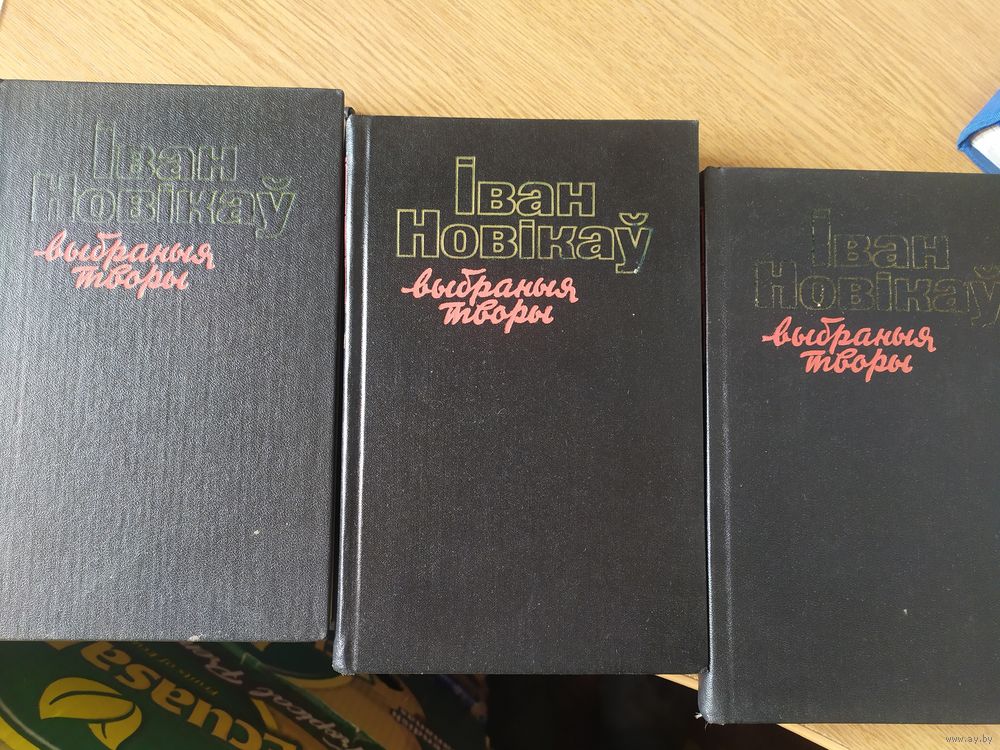 Іван
Новікаў
выбраныя
творы
Іван
Новікаў
выбраныя
творы
Іван
Новікаў
выбраныя
творы
www.ay.by